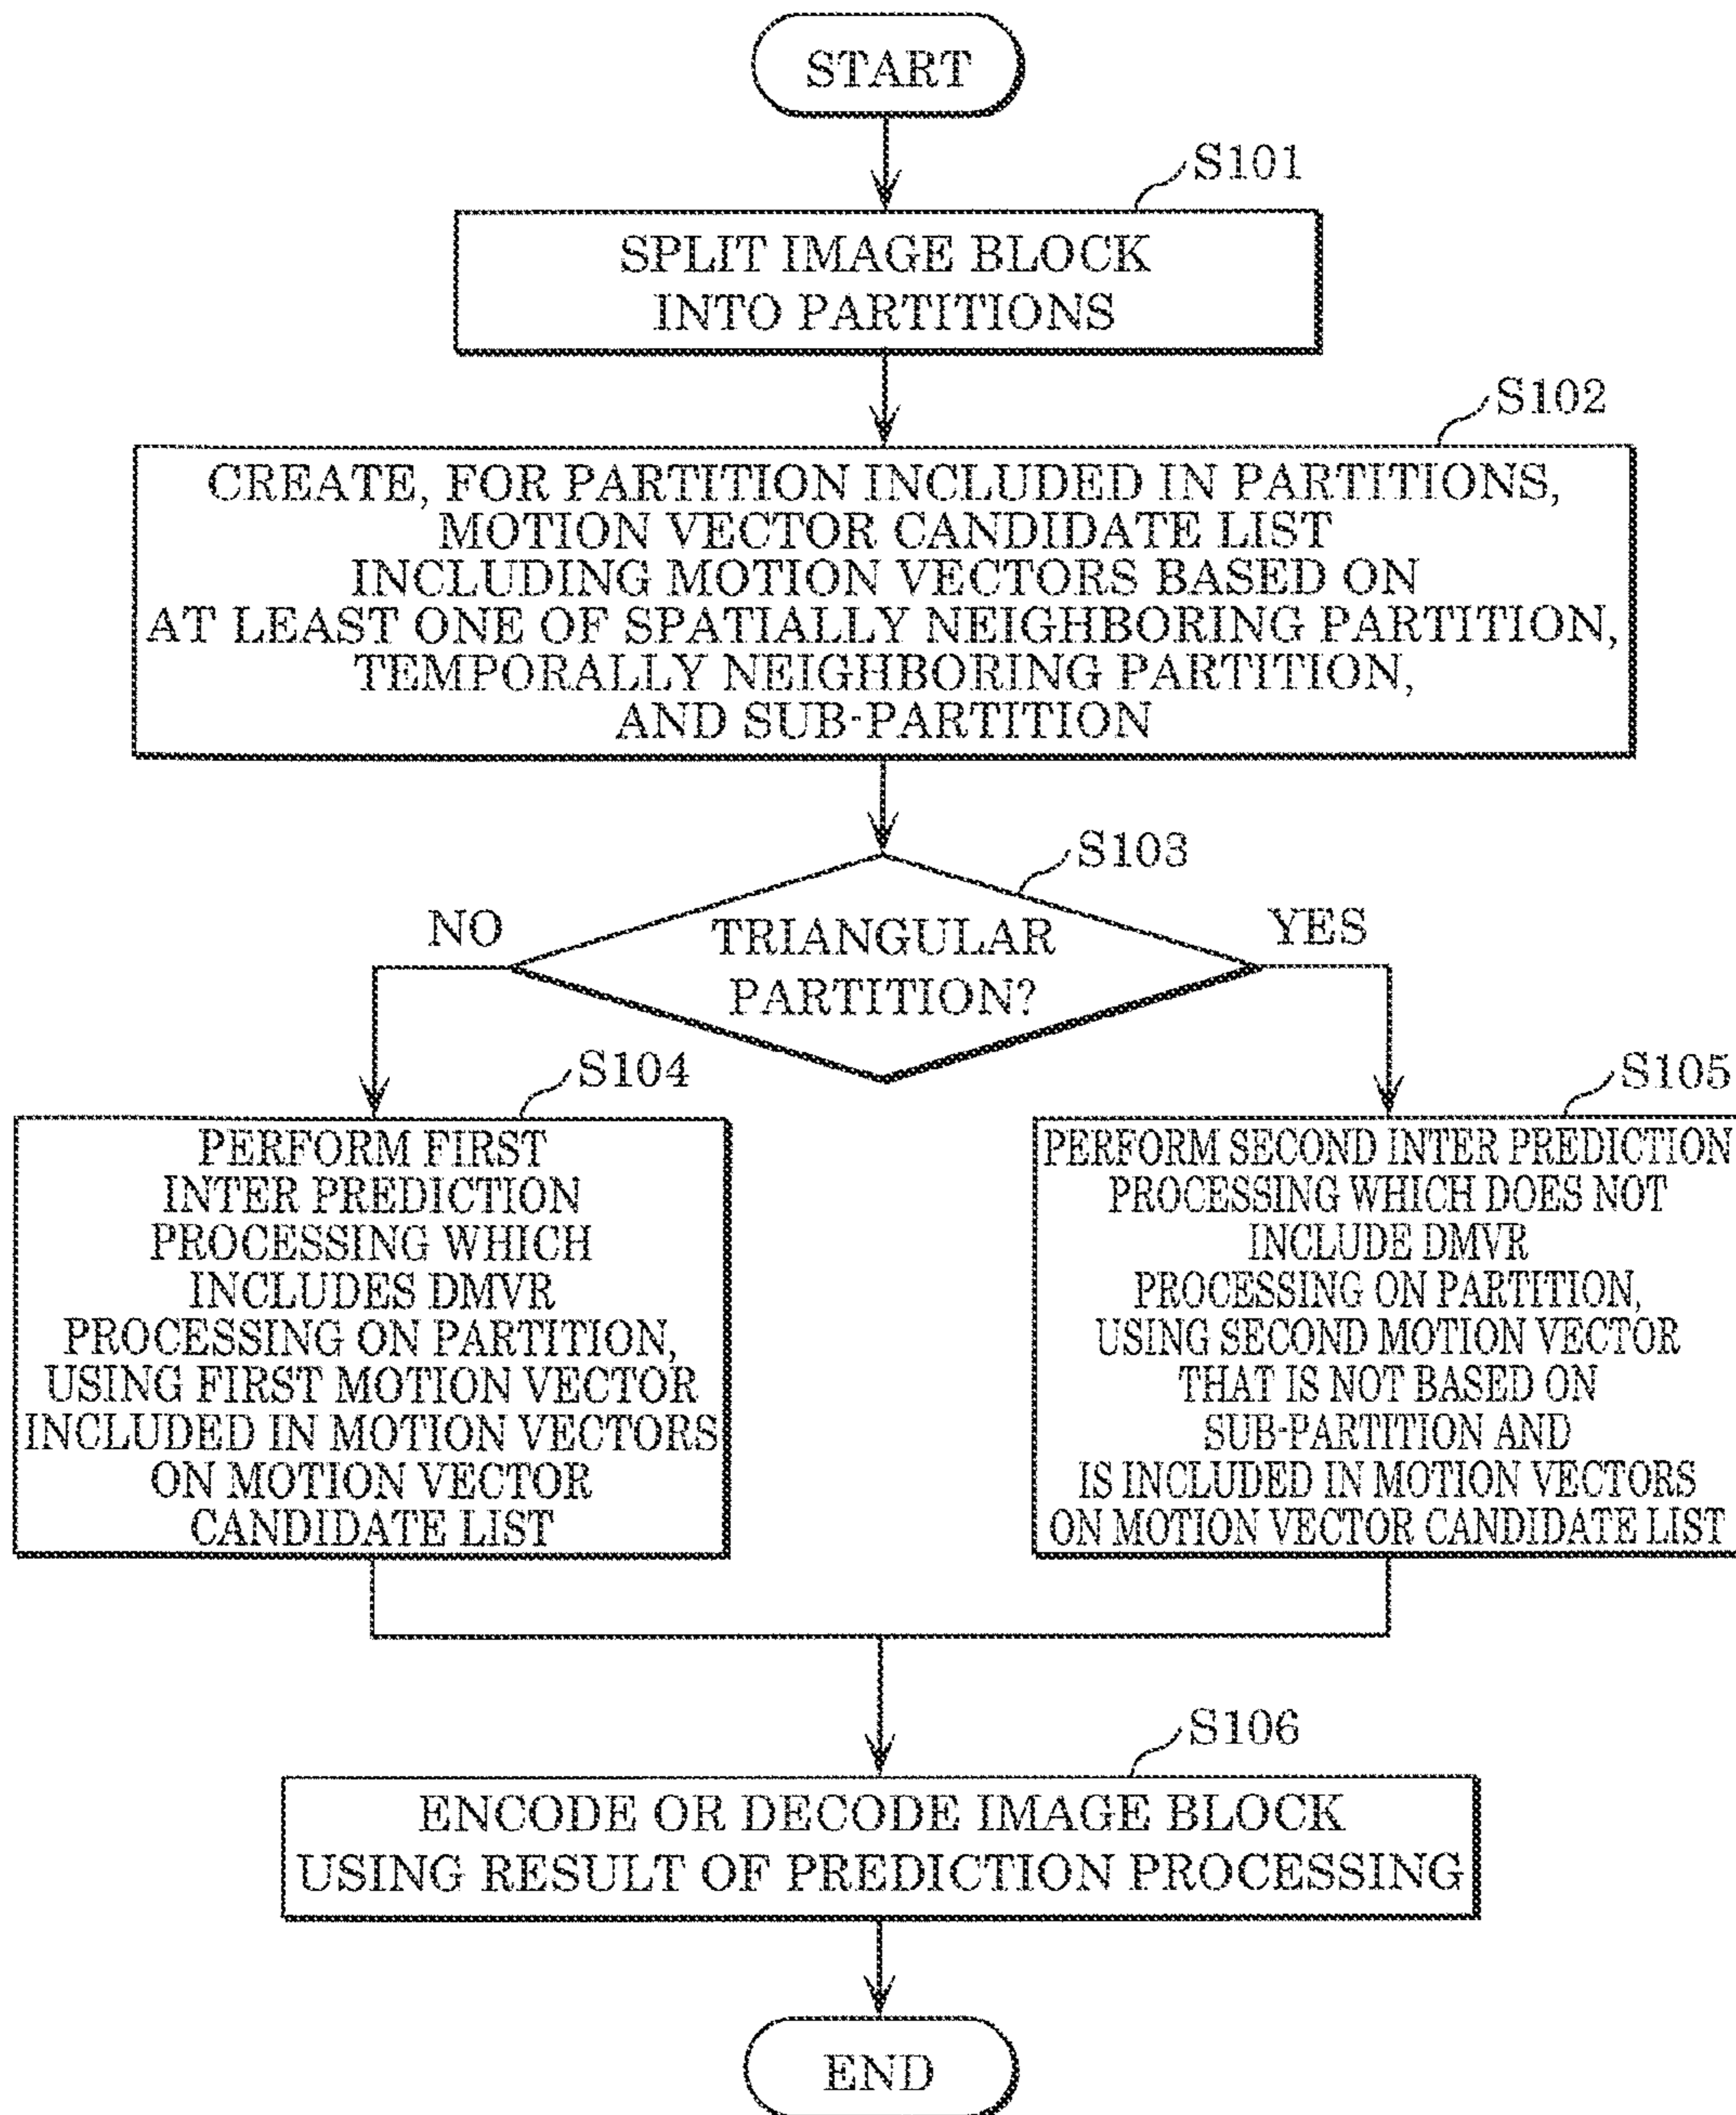 START
S101
SPLIT IMAGE BLOCK
INTO PARTITIONS
S102
CREATE, FOR PARTITION INCLUDED IN PARTITIONS,
MOTION VECTOR CANDIDATE LIST
INCLUDING MOTION VECTORS BASED ON
AT LEAST ONE OF SPATIALLY NEIGHBORING PARTITION,
TEMPORALLY NEIGHBORING PARTITION,
AND SUB-PARTITION
S103
NO
TRIANGULAR
PARTITION?
YES
S104
PERFORM FIRST
INTER PREDICTION
PROCESSING WHICH
INCLUDES DMVR
PROCESSING ON PARTITION,
USING FIRST MOTION VECTOR
INCLUDED IN MOTION VECTORS
ON MOTION VECTOR
CANDIDATE LIST
S105
PERFORM SECOND INTER PREDICTION
PROCESSING WHICH DOES NOT
INCLUDE DMVR
PROCESSING ON PARTITION,
USING SECOND MOTION VECTOR
THAT IS NOT BASED ON
SUB-PARTITION AND
IS INCLUDED IN MOTION VECTORS
ON MOTION VECTOR CANDIDATE LIST
S106
ENCODE OR DECODE IMAGE BLOCK
USING RESULT OF PREDICTION PROCESSING
END